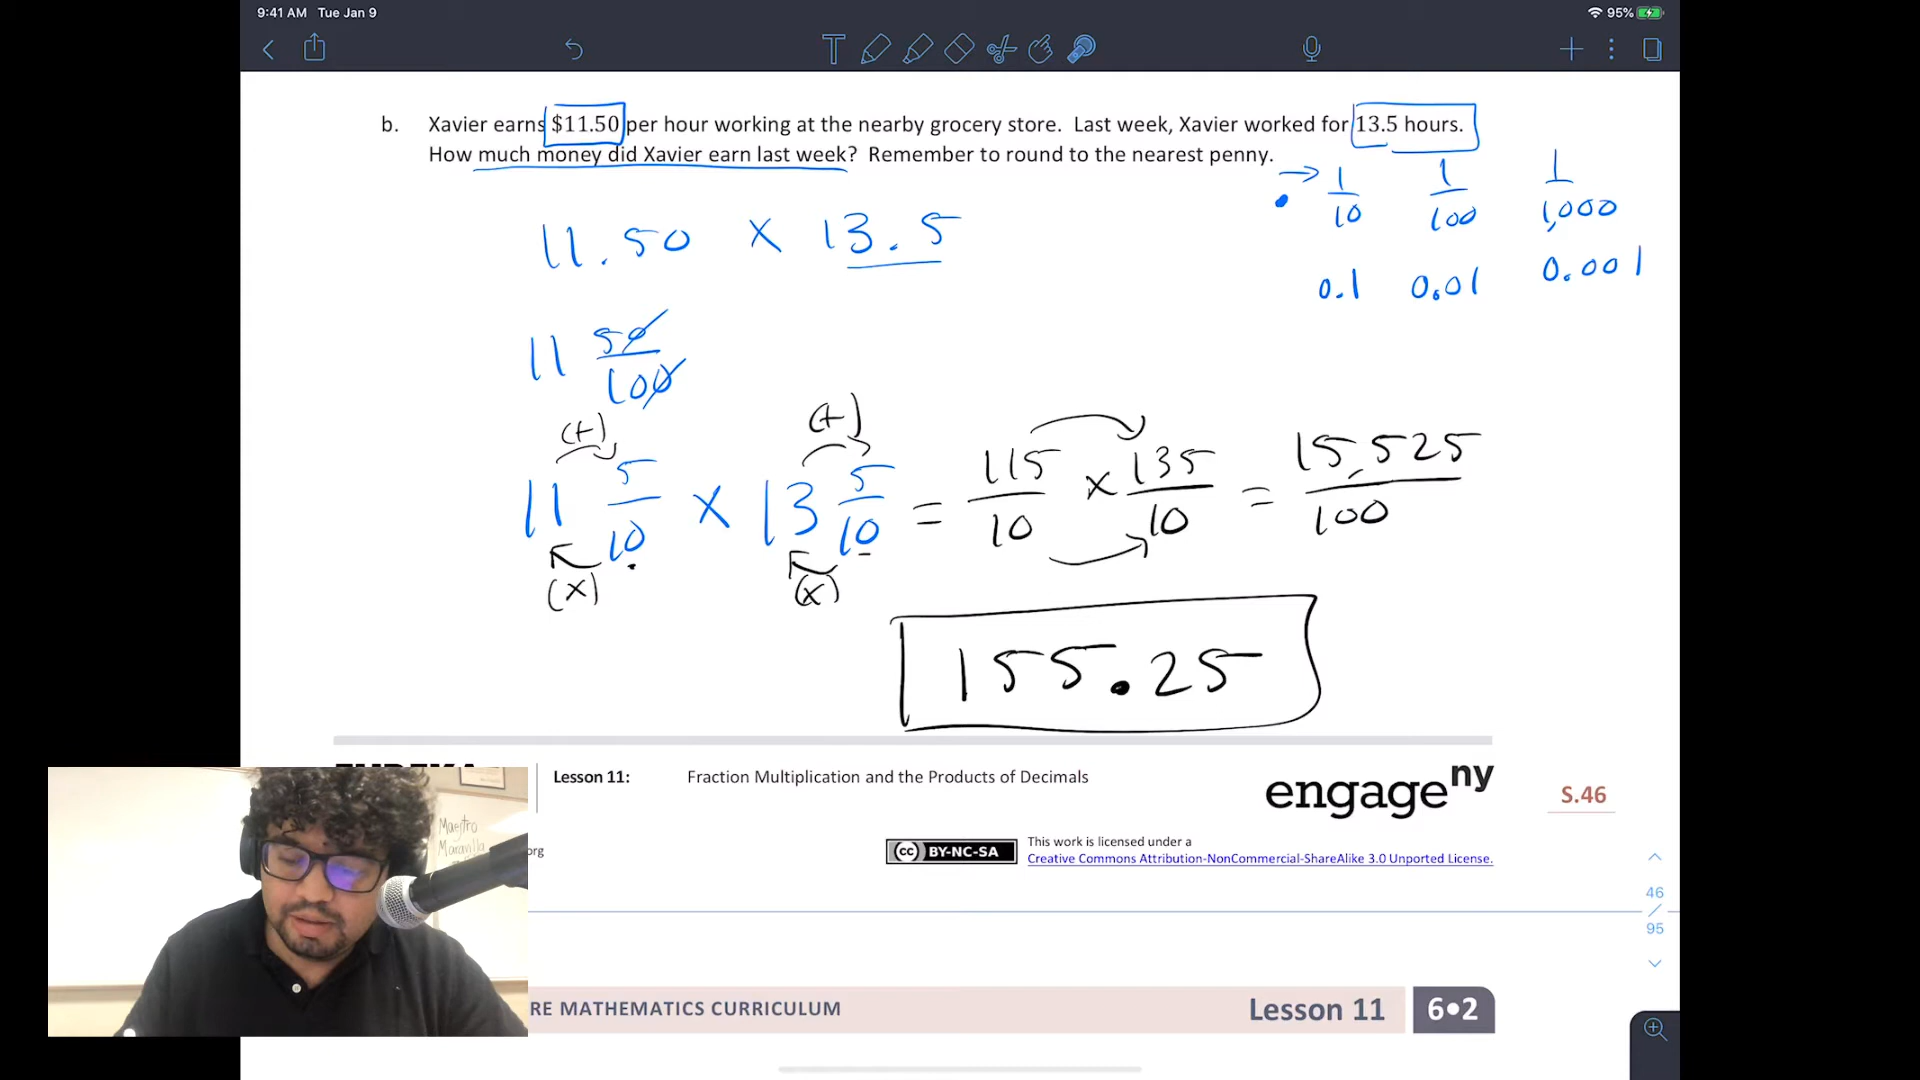 9:41 AM Tue Jan 9
95%
b. Xavier earns $11.50 per hour working at the nearby grocery store. Last week, Xavier worked for 13.5 hours.
How much money did Xavier earn last week? Remember to round to the nearest penny.
→ 1/10 1/100 1/1,000
.
0.1 0.01 0.001
11.50 x 13.5
11 50/100
(+) (+)
11 5/10 x 13 5/10 = 115/10 x 135/10 = 15,525/100
(x) (x)
155.25
Lesson 11: Fraction Multiplication and the Products of Decimals
engageny
S.46
Maestro
Maravilla
org
CC BY-NC-SA
This work is licensed under a
Creative Commons Attribution-NonCommercial-ShareAlike 3.0 Unported License.
46
/
95
RE MATHEMATICS CURRICULUM
Lesson 11
6•2